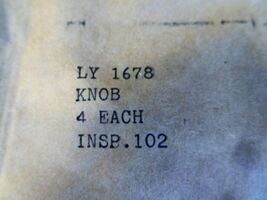 LY 1678
KNOB
4 EACH
INSP.102